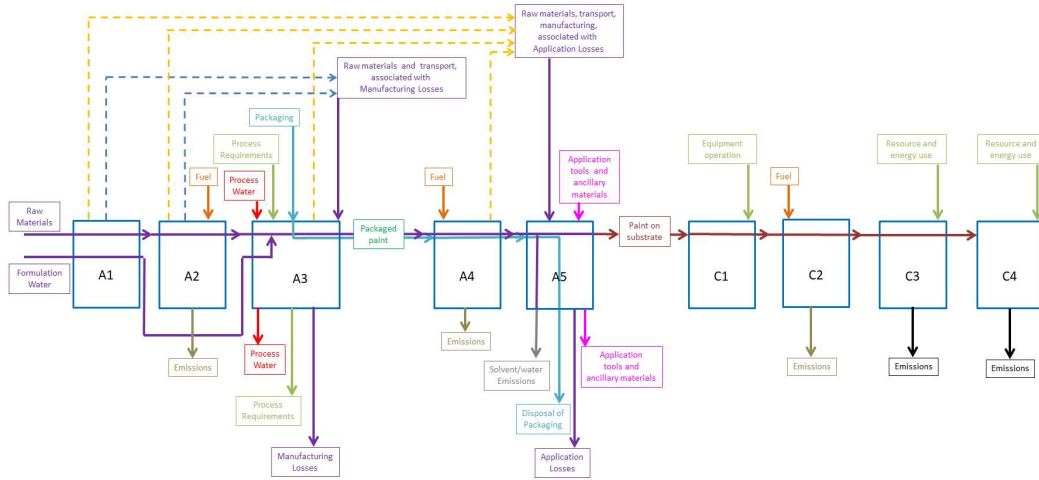 Raw materials, transport,
manufacturing,
associated with
Application Losses
Raw materials and transport,
associated with
Manufacturing Losses
Packaging
Process
Requirements
Fuel
Process
Water
Fuel
Application
tools and
ancillary
materials
Equipment
operation
Fuel
Resource and
energy use
Resource and
energy use
Raw
Materials
Formulation
Water
A1
A2
A3
Packaged
paint
A4
A5
Paint on
substrate
C1
C2
C3
C4
Emissions
Process
Water
Process
Requirements
Manufacturing
Losses
Emissions
Solvent/water
Emissions
Disposal of
Packaging
Application
Losses
Application
tools and
ancillary materials
Emissions
Emissions
Emissions